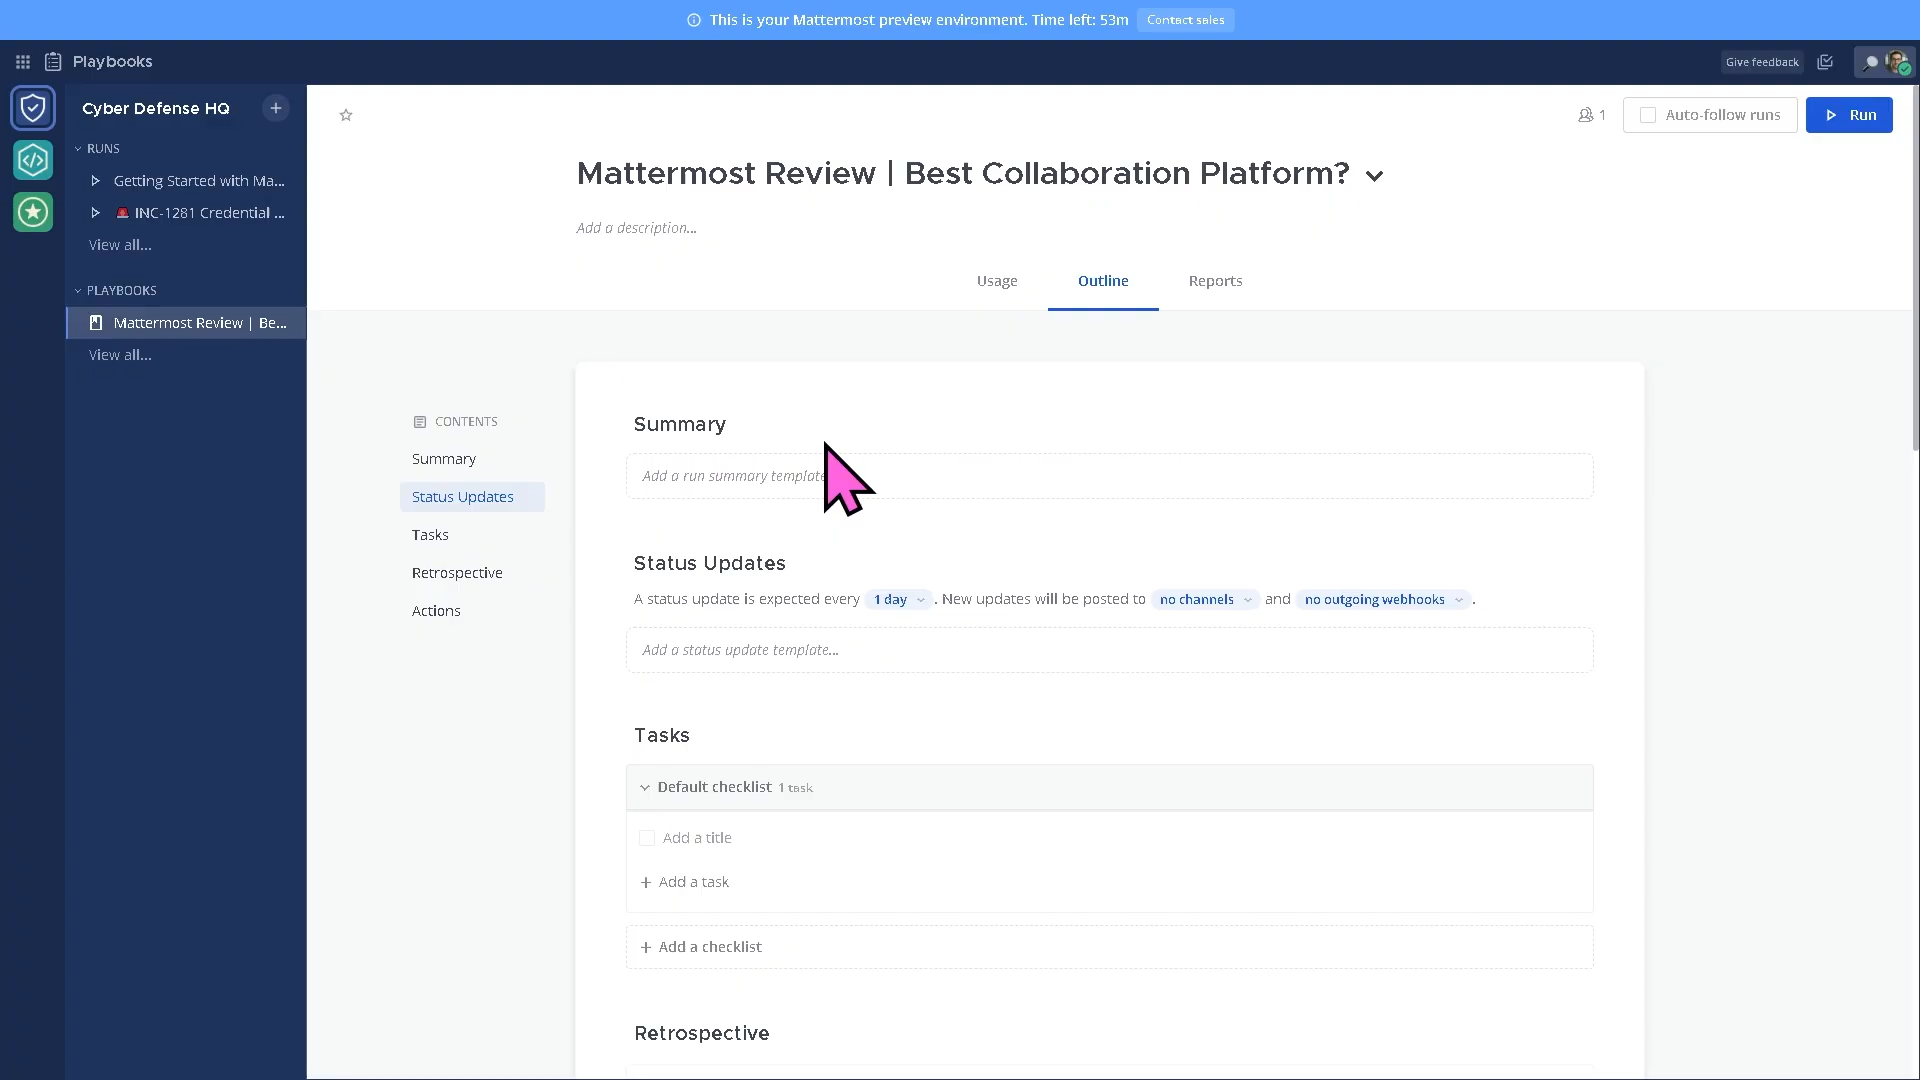 This is your Mattermost preview environment. Time left: 53m Contact sales
Playbooks
Give feedback
Cyber Defense HQ
RUNS
Getting Started with Ma...
INC-1281 Credential ...
View all...
PLAYBOOKS
Mattermost Review | Be...
View all...
1
Auto-follow runs
Run
Mattermost Review | Best Collaboration Platform?
Add a description...
Usage
Outline
Reports
CONTENTS
Summary
Status Updates
Tasks
Retrospective
Actions
Summary
Add a run summary template
Status Updates
A status update is expected every 1 day . New updates will be posted to no channels and no outgoing webhooks .
Add a status update template...
Tasks
Default checklist 1 task
Add a title
+ Add a task
+ Add a checklist
Retrospective